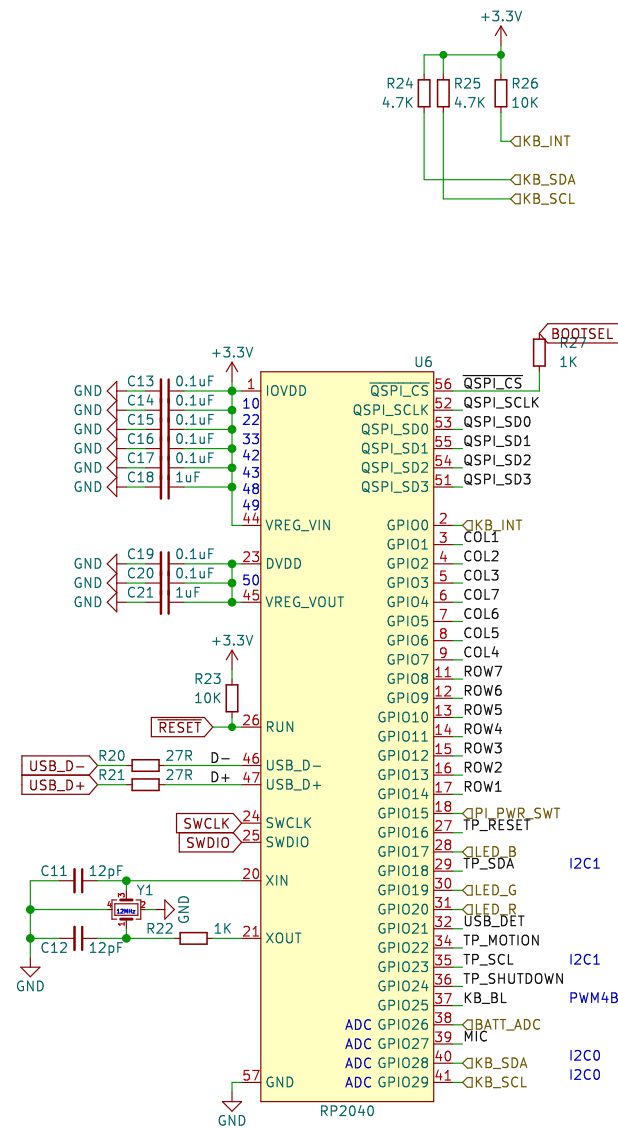 +3.3V
R24 R25 R26
4.7K 4.7K 10K
KB_INT
KB_SDA
KB_SCL
BOOTSEL
R27
1K
+3.3V
U6
GND C13 0.1uF 1 IOVDD QSPI_CS 56 QSPI_CS
GND C14 0.1uF 10 QSPI_SCLK 52 QSPI_SCLK
GND C15 0.1uF 22 QSPI_SD0 53 QSPI_SD0
GND C16 0.1uF 33 QSPI_SD1 55 QSPI_SD1
GND C17 0.1uF 42 QSPI_SD2 54 QSPI_SD2
GND C18 1uF 43 QSPI_SD3 51 QSPI_SD3
48
49
44 VREG_VIN GPIO0 2 KB_INT
GPIO1 3 COL1
GND C19 0.1uF 23 DVDD GPIO2 4 COL2
GND C20 0.1uF 50 GPIO3 5 COL3
GND C21 1uF 45 VREG_VOUT GPIO4 6 COL7
GPIO5 7 COL6
+3.3V GPIO6 8 COL5
GPIO7 9 COL4
R23 GPIO8 11 ROW7
10K GPIO9 12 ROW6
GPIO10 13 ROW5
RESET 26 RUN GPIO11 14 ROW4
GPIO12 15 ROW3
USB_D- R20 27R D- 46 USB_D- GPIO13 16 ROW2
USB_D+ R21 27R D+ 47 USB_D+ GPIO14 17 ROW1
GPIO15 18 PI_PWR_SWT
SWCLK 24 SWCLK GPIO16 27 TP_RESET
SWDIO 25 SWDIO GPIO17 28 LED_B
GPIO18 29 TP_SDA I2C1
C11 12pF 20 XIN GPIO19 30 LED_G
Y1
3
4 12MHz 2 GND GPIO20 31 LED_R
1
GPIO21 32 USB_DET
C12 12pF R22 1K 21 XOUT GPIO22 34 TP_MOTION
GPIO23 35 TP_SCL I2C1
GND GPIO24 36 TP_SHUTDOWN
GPIO25 37 KB_BL PWM4B
ADC GPIO26 38 BATT_ADC
ADC GPIO27 39 MIC
ADC GPIO28 40 KB_SDA I2C0
57 GND ADC GPIO29 41 KB_SCL I2C0
GND
RP2040